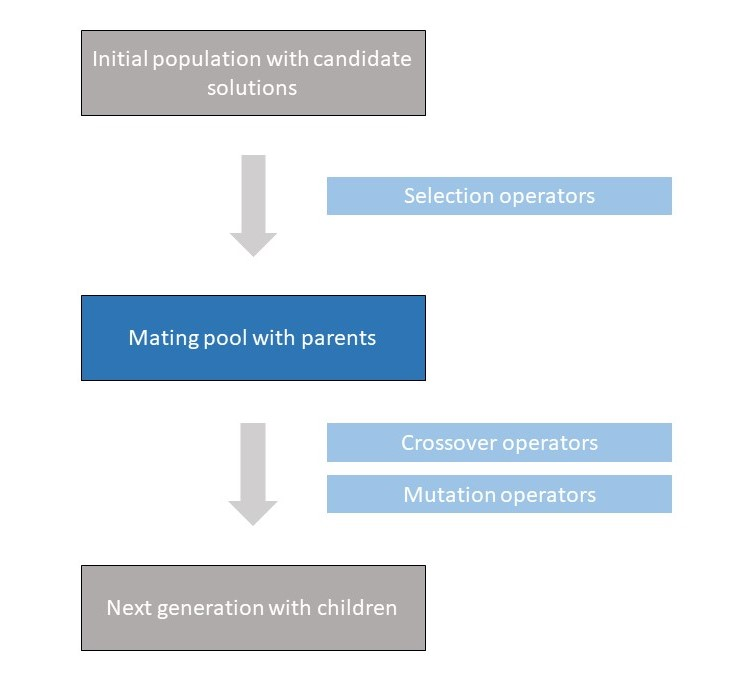 Initial population with candidate
solutions
Selection operators
Mating pool with parents
Crossover operators
Mutation operators
Next generation with children